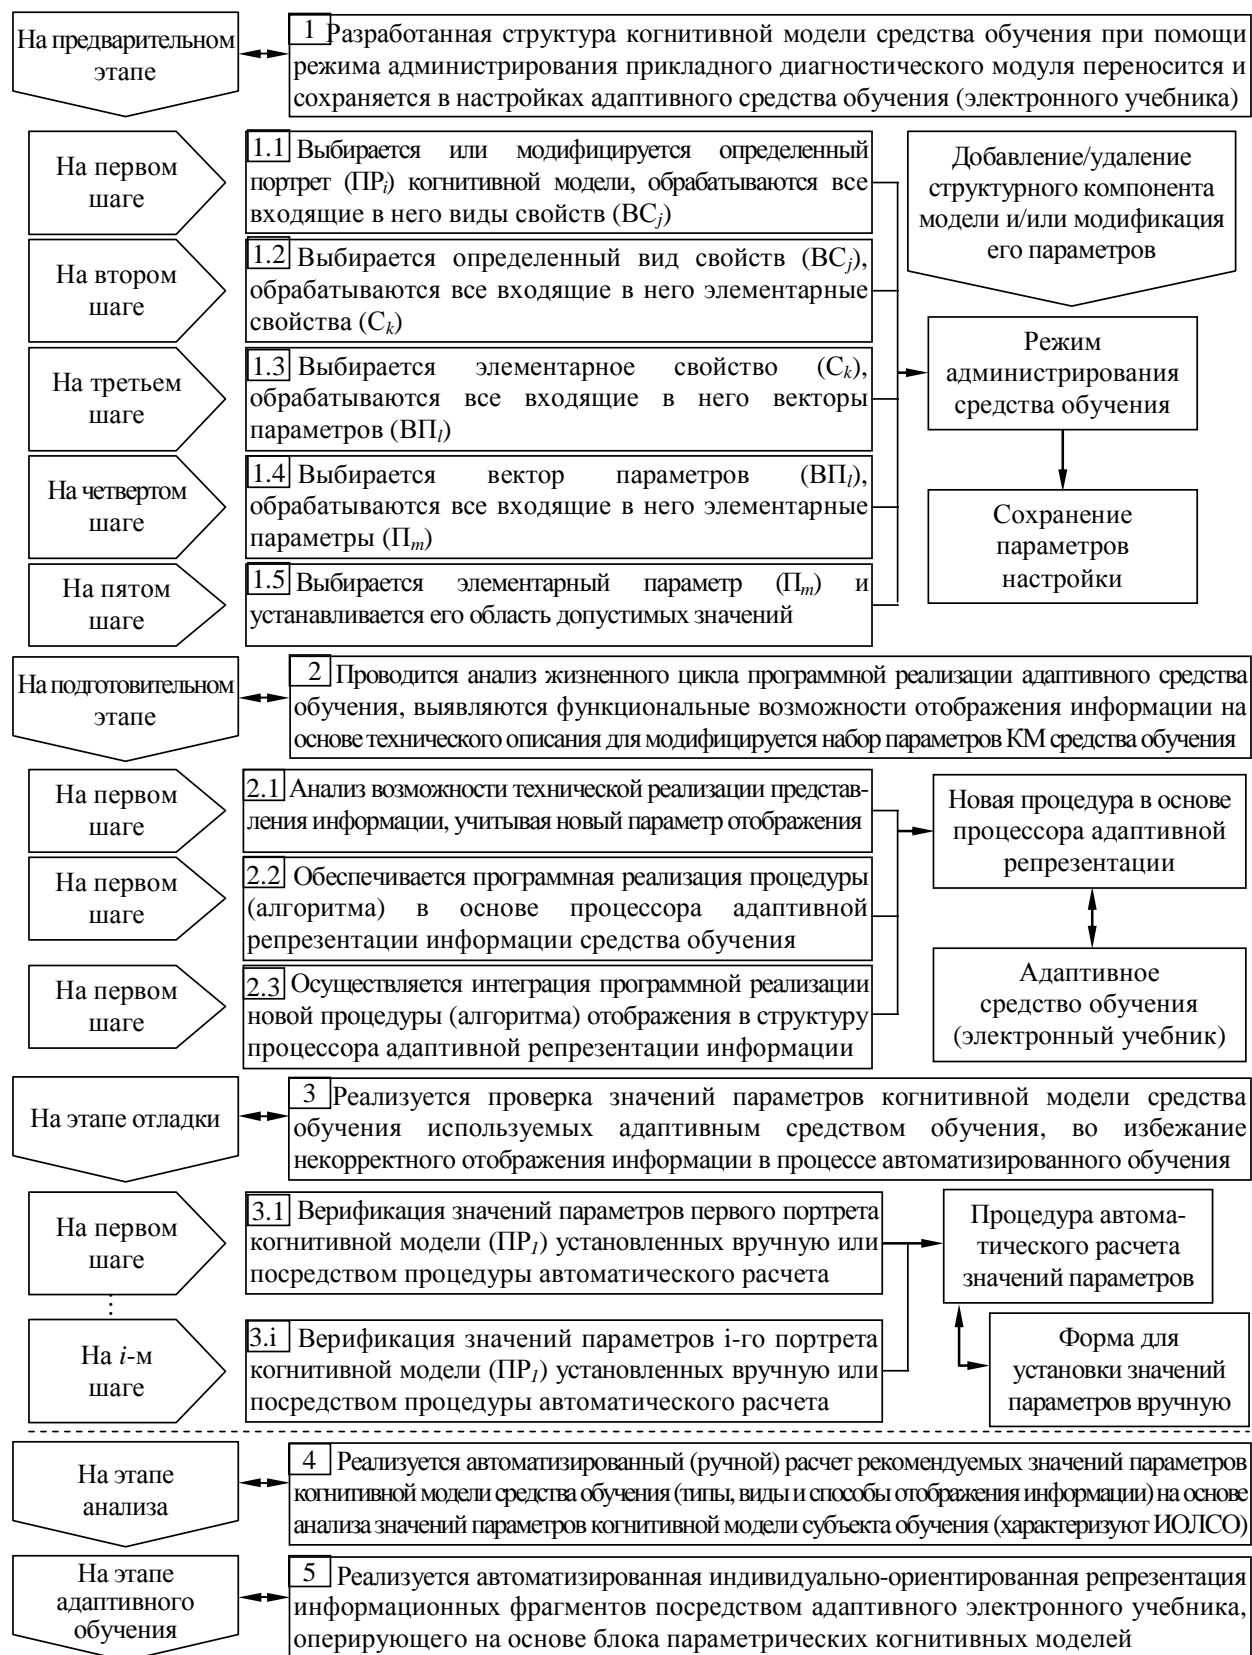 На предварительном
этапе
1 Разработанная структура когнитивной модели средства обучения при помощи
режима администрирования прикладного диагностического модуля переносится и
сохраняется в настройках адаптивного средства обучения (электронного учебника)
На первом
шаге
1.1 Выбирается или модифицируется определенный
портрет (ПРi) когнитивной модели, обрабатываются все
входящие в него виды свойств (ВСj)
Добавление/удаление
структурного компонента
модели и/или модификация
его параметров
На втором
шаге
1.2 Выбирается определенный вид свойств (ВСj),
обрабатываются все входящие в него элементарные
свойства (Сk)
На третьем
шаге
1.3 Выбирается элементарное свойство (Сk),
обрабатываются все входящие в него векторы
параметров (ВПl)
Режим
администрирования
средства обучения
На четвертом
шаге
1.4 Выбирается вектор параметров (ВПl),
обрабатываются все входящие в него элементарные
параметры (Пm)
Сохранение
параметров
настройки
На пятом
шаге
1.5 Выбирается элементарный параметр (Пm) и
устанавливается его область допустимых значений
На подготовительном
этапе
2 Проводится анализ жизненного цикла программной реализации адаптивного средства
обучения, выявляются функциональные возможности отображения информации на
основе технического описания для модифицируется набор параметров КМ средства обучения
На первом
шаге
2.1 Анализ возможности технической реализации представ-
ления информации, учитывая новый параметр отображения
Новая процедура в основе
процессора адаптивной
репрезентации
На первом
шаге
2.2 Обеспечивается программная реализация процедуры
(алгоритма) в основе процессора адаптивной
репрезентации информации средства обучения
На первом
шаге
2.3 Осуществляется интеграция программной реализации
новой процедуры (алгоритма) отображения в структуру
процессора адаптивной репрезентации информации
Адаптивное
средство обучения
(электронный учебник)
На этапе отладки
3 Реализуется проверка значений параметров когнитивной модели средства
обучения используемых адаптивным средством обучения, во избежание
некорректного отображения информации в процессе автоматизированного обучения
На первом
шаге
3.1 Верификация значений параметров первого портрета
когнитивной модели (ПР1) установленных вручную или
посредством процедуры автоматического расчета
Процедура автома-
тического расчета
значений параметров
⋮
На i-м
шаге
3.i Верификация значений параметров i-го портрета
когнитивной модели (ПР1) установленных вручную или
посредством процедуры автоматического расчета
Форма для
установки значений
параметров вручную
На этапе
анализа
4 Реализуется автоматизированный (ручной) расчет рекомендуемых значений параметров
когнитивной модели средства обучения (типы, виды и способы отображения информации) на основе
анализа значений параметров когнитивной модели субъекта обучения (характеризуют ИОЛСО)
На этапе
адаптивного
обучения
5 Реализуется автоматизированная индивидуально-ориентированная репрезентация
информационных фрагментов посредством адаптивного электронного учебника,
оперирующего на основе блока параметрических когнитивных моделей